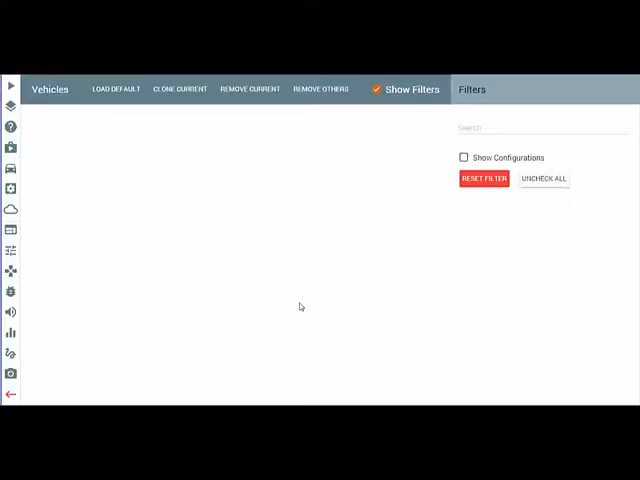 Vehicles LOAD DEFAULT CLONE CURRENT REMOVE CURRENT REMOVE OTHERS Show Filters Filters
Search
Show Configurations
RESET FILTER UNCHECK ALL